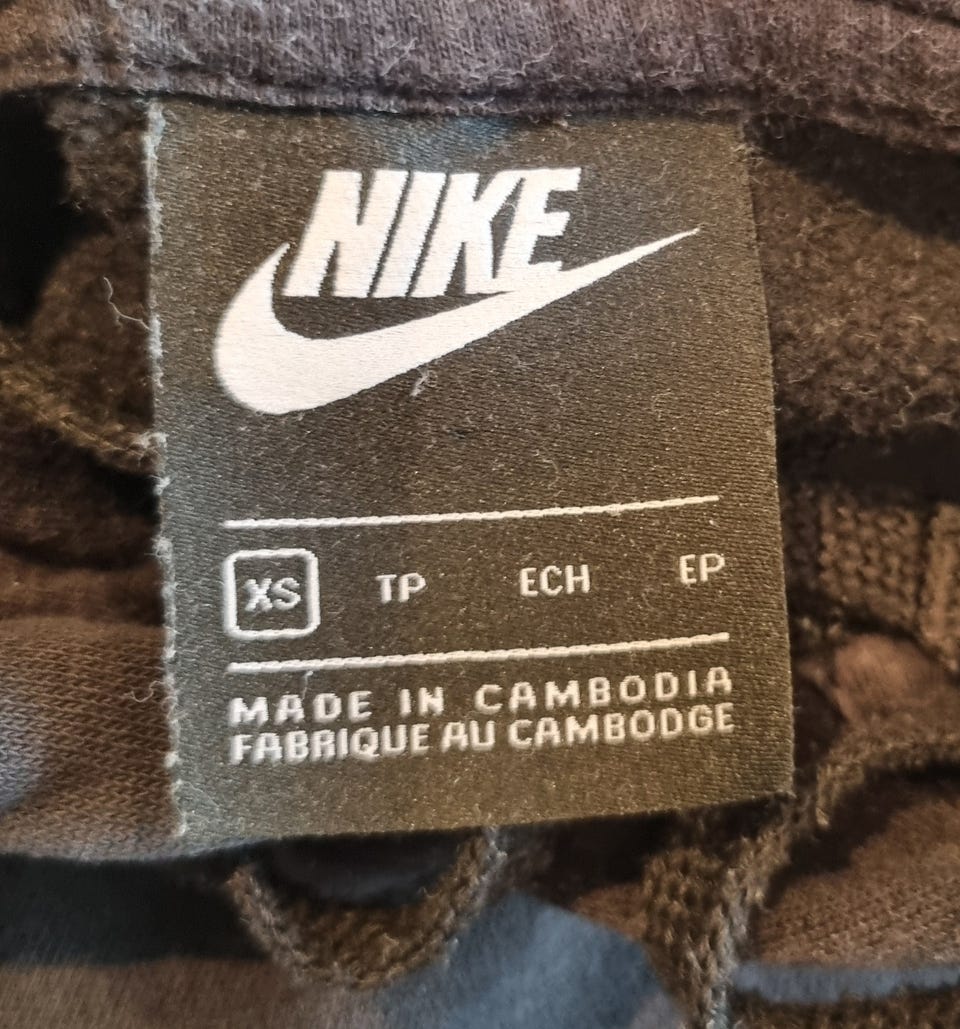 NIKE
XS TP ECH EP
MADE IN CAMBODIA
FABRIQUE AU CAMBODGE